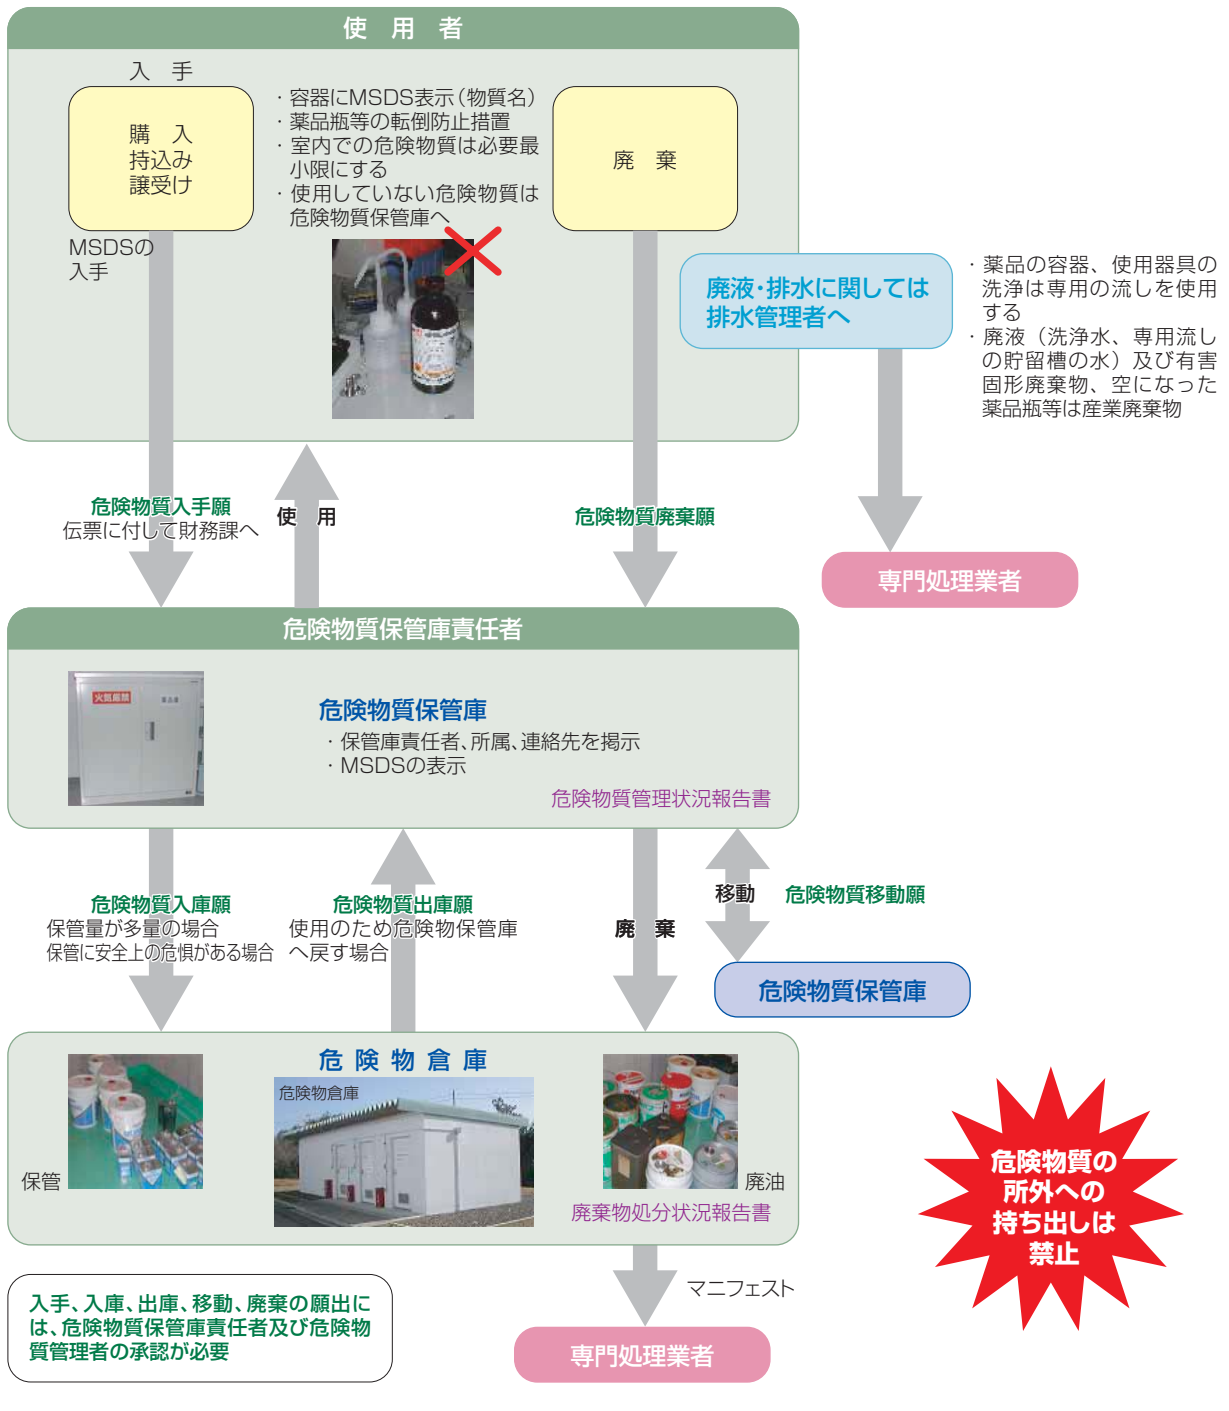 使　用　者
入　手
購　入
持込み
譲受け
MSDSの
入手
・容器にMSDS表示（物質名）
・薬品瓶等の転倒防止措置
・室内での危険物質は必要最
小限にする
・使用していない危険物質は
危険物質保管庫へ
廃　棄
廃液・排水に関しては
排水管理者へ
・薬品の容器、使用器具の
洗浄は専用の流しを使用
する
・廃液（洗浄水、専用流し
の貯留槽の水）及び有害
固形廃棄物、空になった
薬品瓶等は産業廃棄物
危険物質入手願
伝票に付して財務課へ
使　用
危険物質廃棄願
専門処理業者
危険物質保管庫責任者
火気厳禁
薬品庫
危険物質保管庫
・保管庫責任者、所属、連絡先を掲示
・MSDSの表示
危険物質管理状況報告書
危険物質入庫願
保管量が多量の場合
保管に安全上の危惧がある場合
危険物質出庫願
使用のため危険物保管庫
へ戻す場合
廃　棄
移動
危険物質移動願
危険物質保管庫
危険物倉庫
危険物倉庫
保管
廃油
廃棄物処分状況報告書
危険物質の
所外への
持ち出しは
禁止
マニフェスト
入手、入庫、出庫、移動、廃棄の願出に
は、危険物質保管庫責任者及び危険物
質管理者の承認が必要
専門処理業者